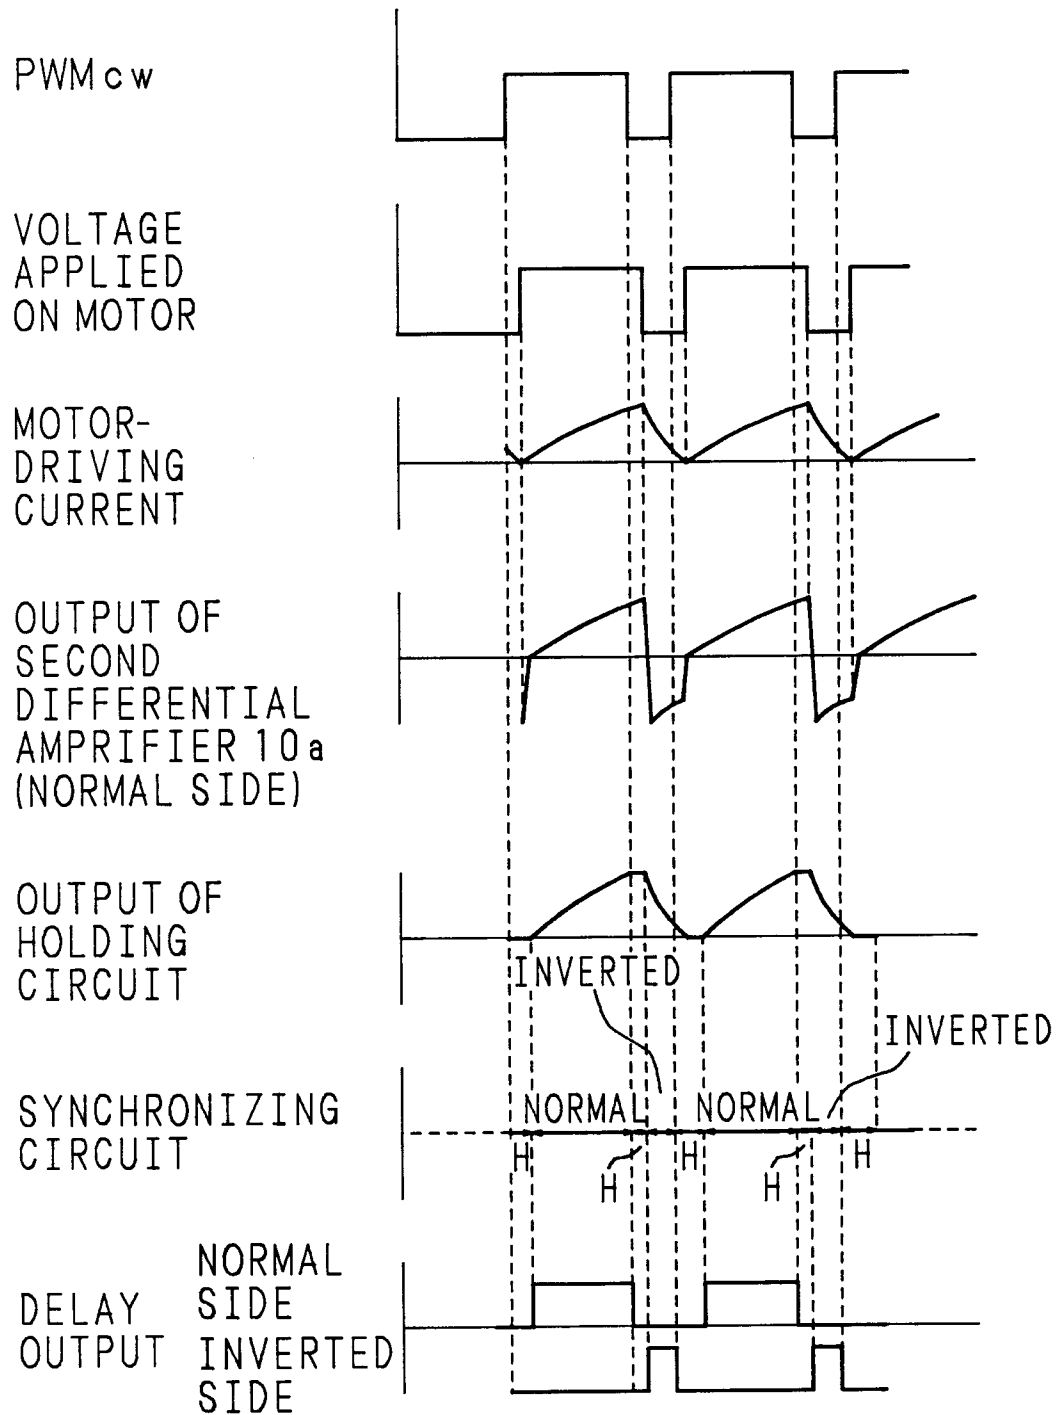 PWMcw
VOLTAGE
APPLIED
ON MOTOR
MOTOR-
DRIVING
CURRENT
OUTPUT OF
SECOND
DIFFERENTIAL
AMPRIFIER 10a
(NORMAL SIDE)
OUTPUT OF
HOLDING
CIRCUIT
INVERTED
INVERTED
SYNCHRONIZING
CIRCUIT
NORMAL
NORMAL
H
H
H
H
H
DELAY
OUTPUT
NORMAL
SIDE
INVERTED
SIDE